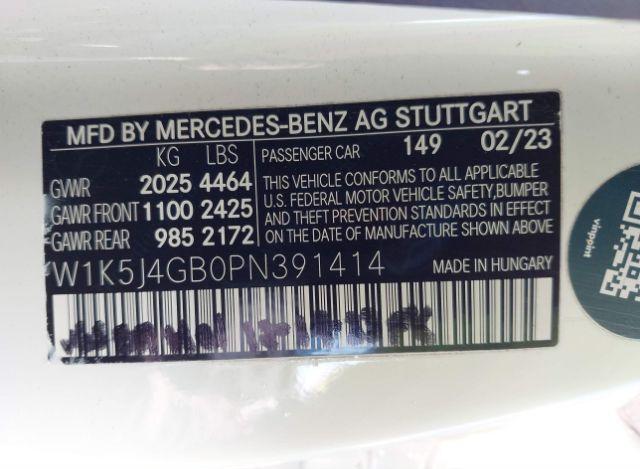 MFD BY MERCEDES-BENZ AG STUTTGART
KG LBS
GVWR 2025 4464
GAWR FRONT 1100 2425
GAWR REAR 985 2172
PASSENGER CAR 149 02/23
THIS VEHICLE CONFORMS TO ALL APPLICABLE
U.S. FEDERAL MOTOR VEHICLE SAFETY, BUMPER
AND THEFT PREVENTION STANDARDS IN EFFECT
ON THE DATE OF MANUFACTURE SHOWN ABOVE
W1K5J4GB0PN391414 MADE IN HUNGARY
vinpoint